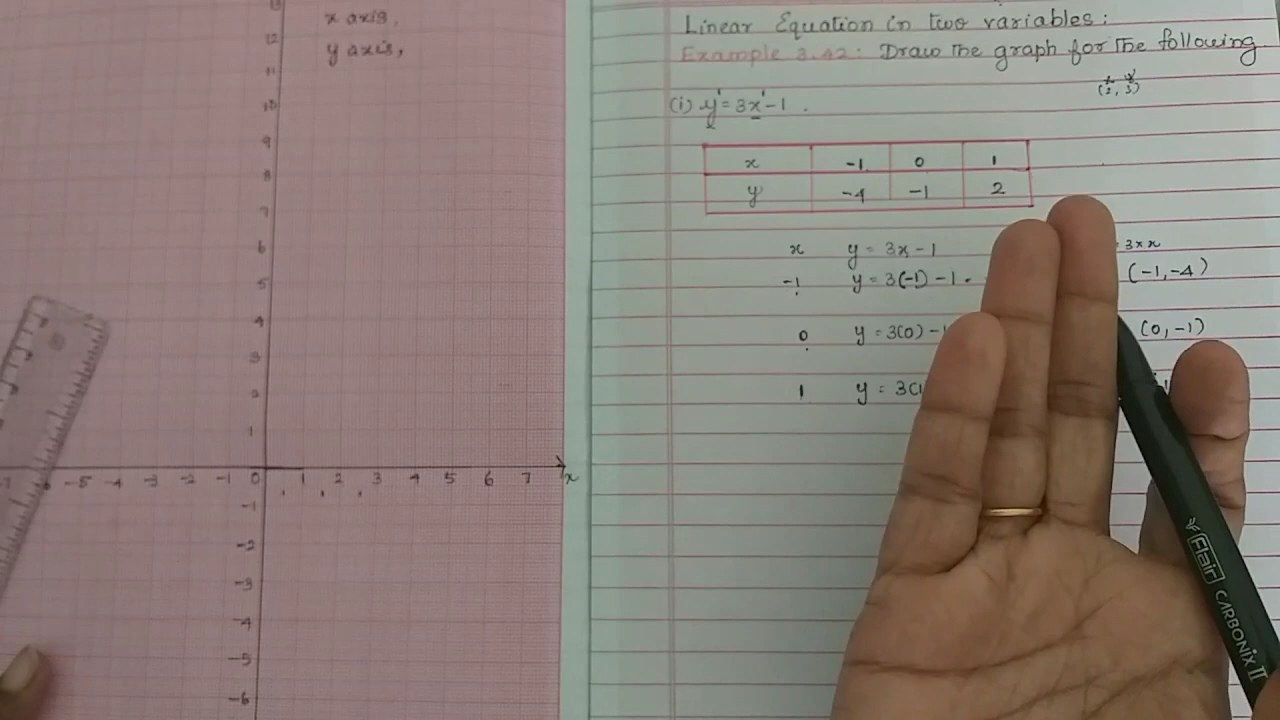 x axis,
y axis,
13
12
11
10
9
8
7
6
5
4
3
2
1
-5 -4 -3 -2 -1 0 1 2 3 4 5 6 7 x
-1
-2
-3
-4
-5
-6
Linear Equation in two variables:
Example 3.42: Draw the graph for the following
x y
(2, 3)
(i) y' = 3x' - 1 .
x -1 0 1
y -4 -1 2
x y = 3x - 1 3×x
-1 y = 3(-1) - 1 (-1, -4)
0 y = 3(0) - (0, -1)
1 y = 3(
Flair CARBONIX II